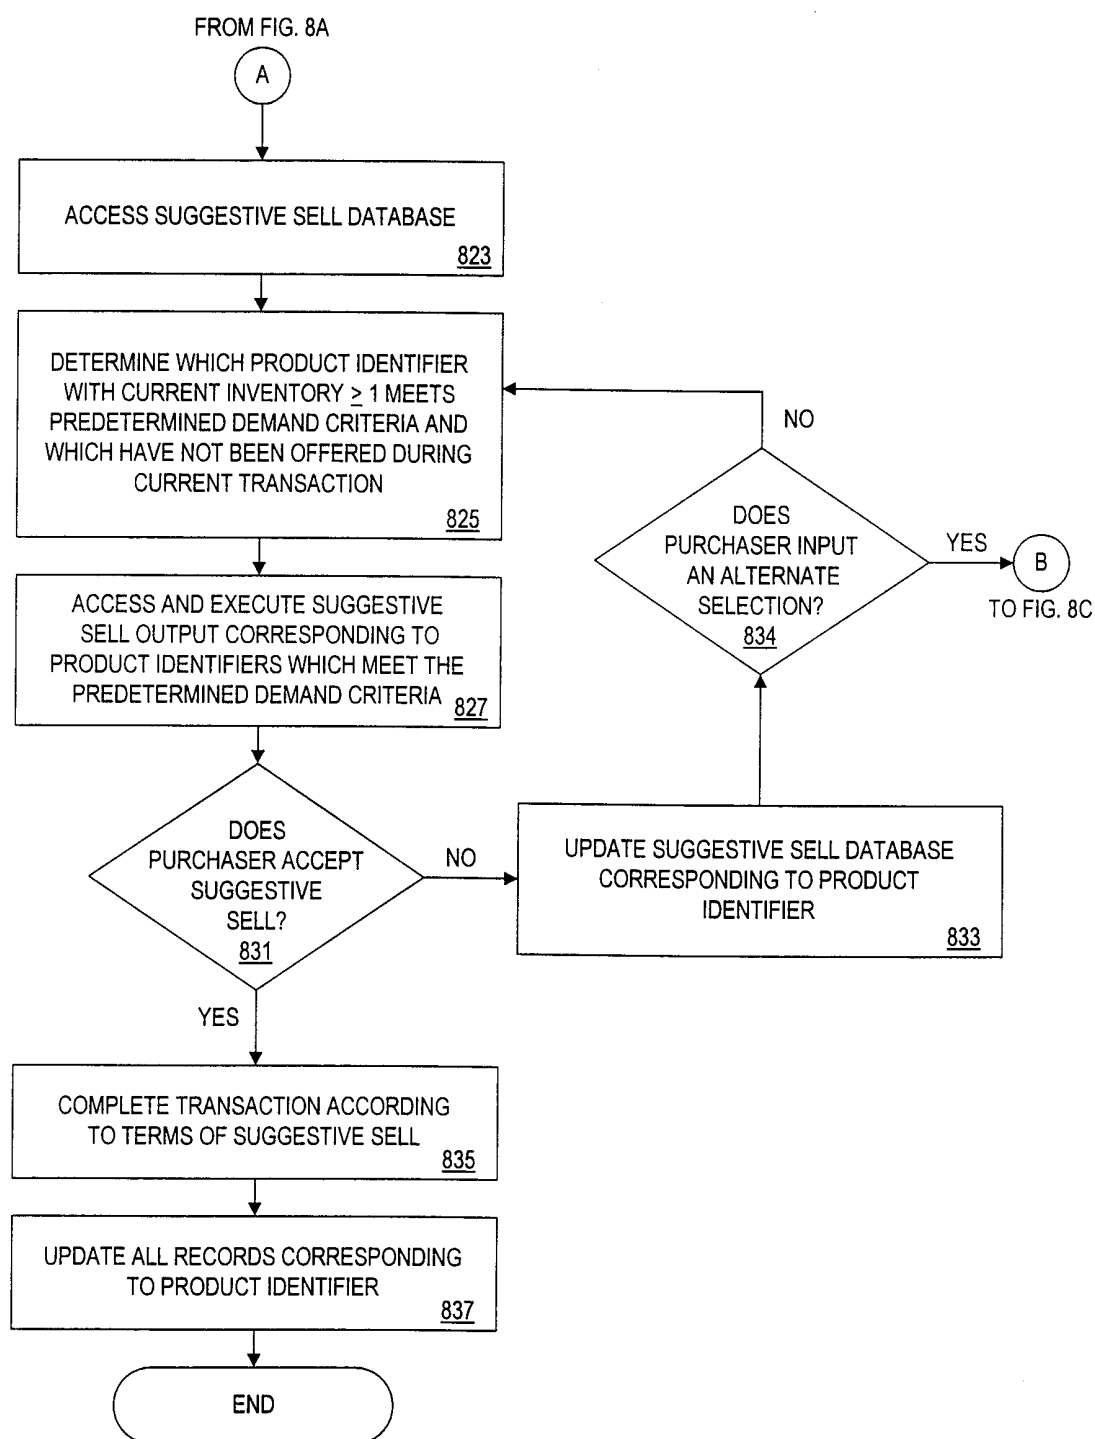 FROM FIG. 8A
A
ACCESS SUGGESTIVE SELL DATABASE
823
DETERMINE WHICH PRODUCT IDENTIFIER
WITH CURRENT INVENTORY ≥ 1 MEETS
PREDETERMINED DEMAND CRITERIA AND
WHICH HAVE NOT BEEN OFFERED DURING
CURRENT TRANSACTION
825
ACCESS AND EXECUTE SUGGESTIVE
SELL OUTPUT CORRESPONDING TO
PRODUCT IDENTIFIERS WHICH MEET THE
PREDETERMINED DEMAND CRITERIA
827
DOES
PURCHASER ACCEPT
SUGGESTIVE
SELL?
831
NO
UPDATE SUGGESTIVE SELL DATABASE
CORRESPONDING TO PRODUCT
IDENTIFIER
833
DOES
PURCHASER INPUT
AN ALTERNATE
SELECTION?
834
NO
YES
B
TO FIG. 8C
YES
COMPLETE TRANSACTION ACCORDING
TO TERMS OF SUGGESTIVE SELL
835
UPDATE ALL RECORDS CORRESPONDING
TO PRODUCT IDENTIFIER
837
END